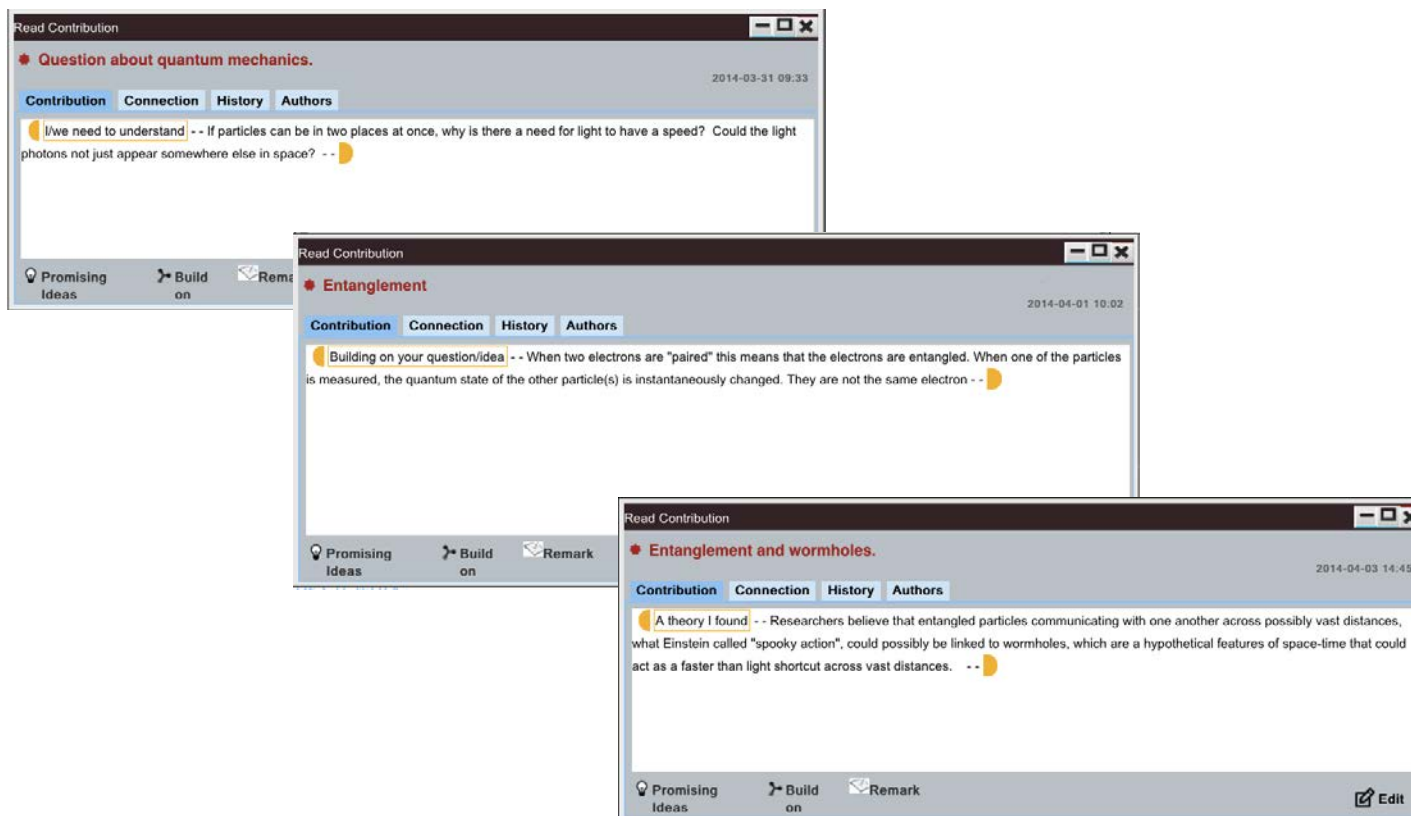 Read Contribution
Question about quantum mechanics.
2014-03-31 09:33
Contribution Connection History Authors
I/we need to understand - - If particles can be in two places at once, why is there a need for light to have a speed? Could the light
photons not just appear somewhere else in space? - -
Promising Build
Ideas on
Read Contribution
Entanglement
2014-04-01 10:02
Contribution Connection History Authors
Building on your question/idea - - When two electrons are "paired" this means that the electrons are entangled. When one of the particles
is measured, the quantum state of the other particle(s) is instantaneously changed. They are not the same electron - -
Promising Build Remark
Ideas on
Read Contribution
Entanglement and wormholes.
2014-04-03 14:45
Contribution Connection History Authors
A theory I found - - Researchers believe that entangled particles communicating with one another across possibly vast distances,
what Einstein called "spooky action", could possibly be linked to wormholes, which are a hypothetical features of space-time that could
act as a faster than light shortcut across vast distances. - -
Promising Build Remark Edit
Ideas on